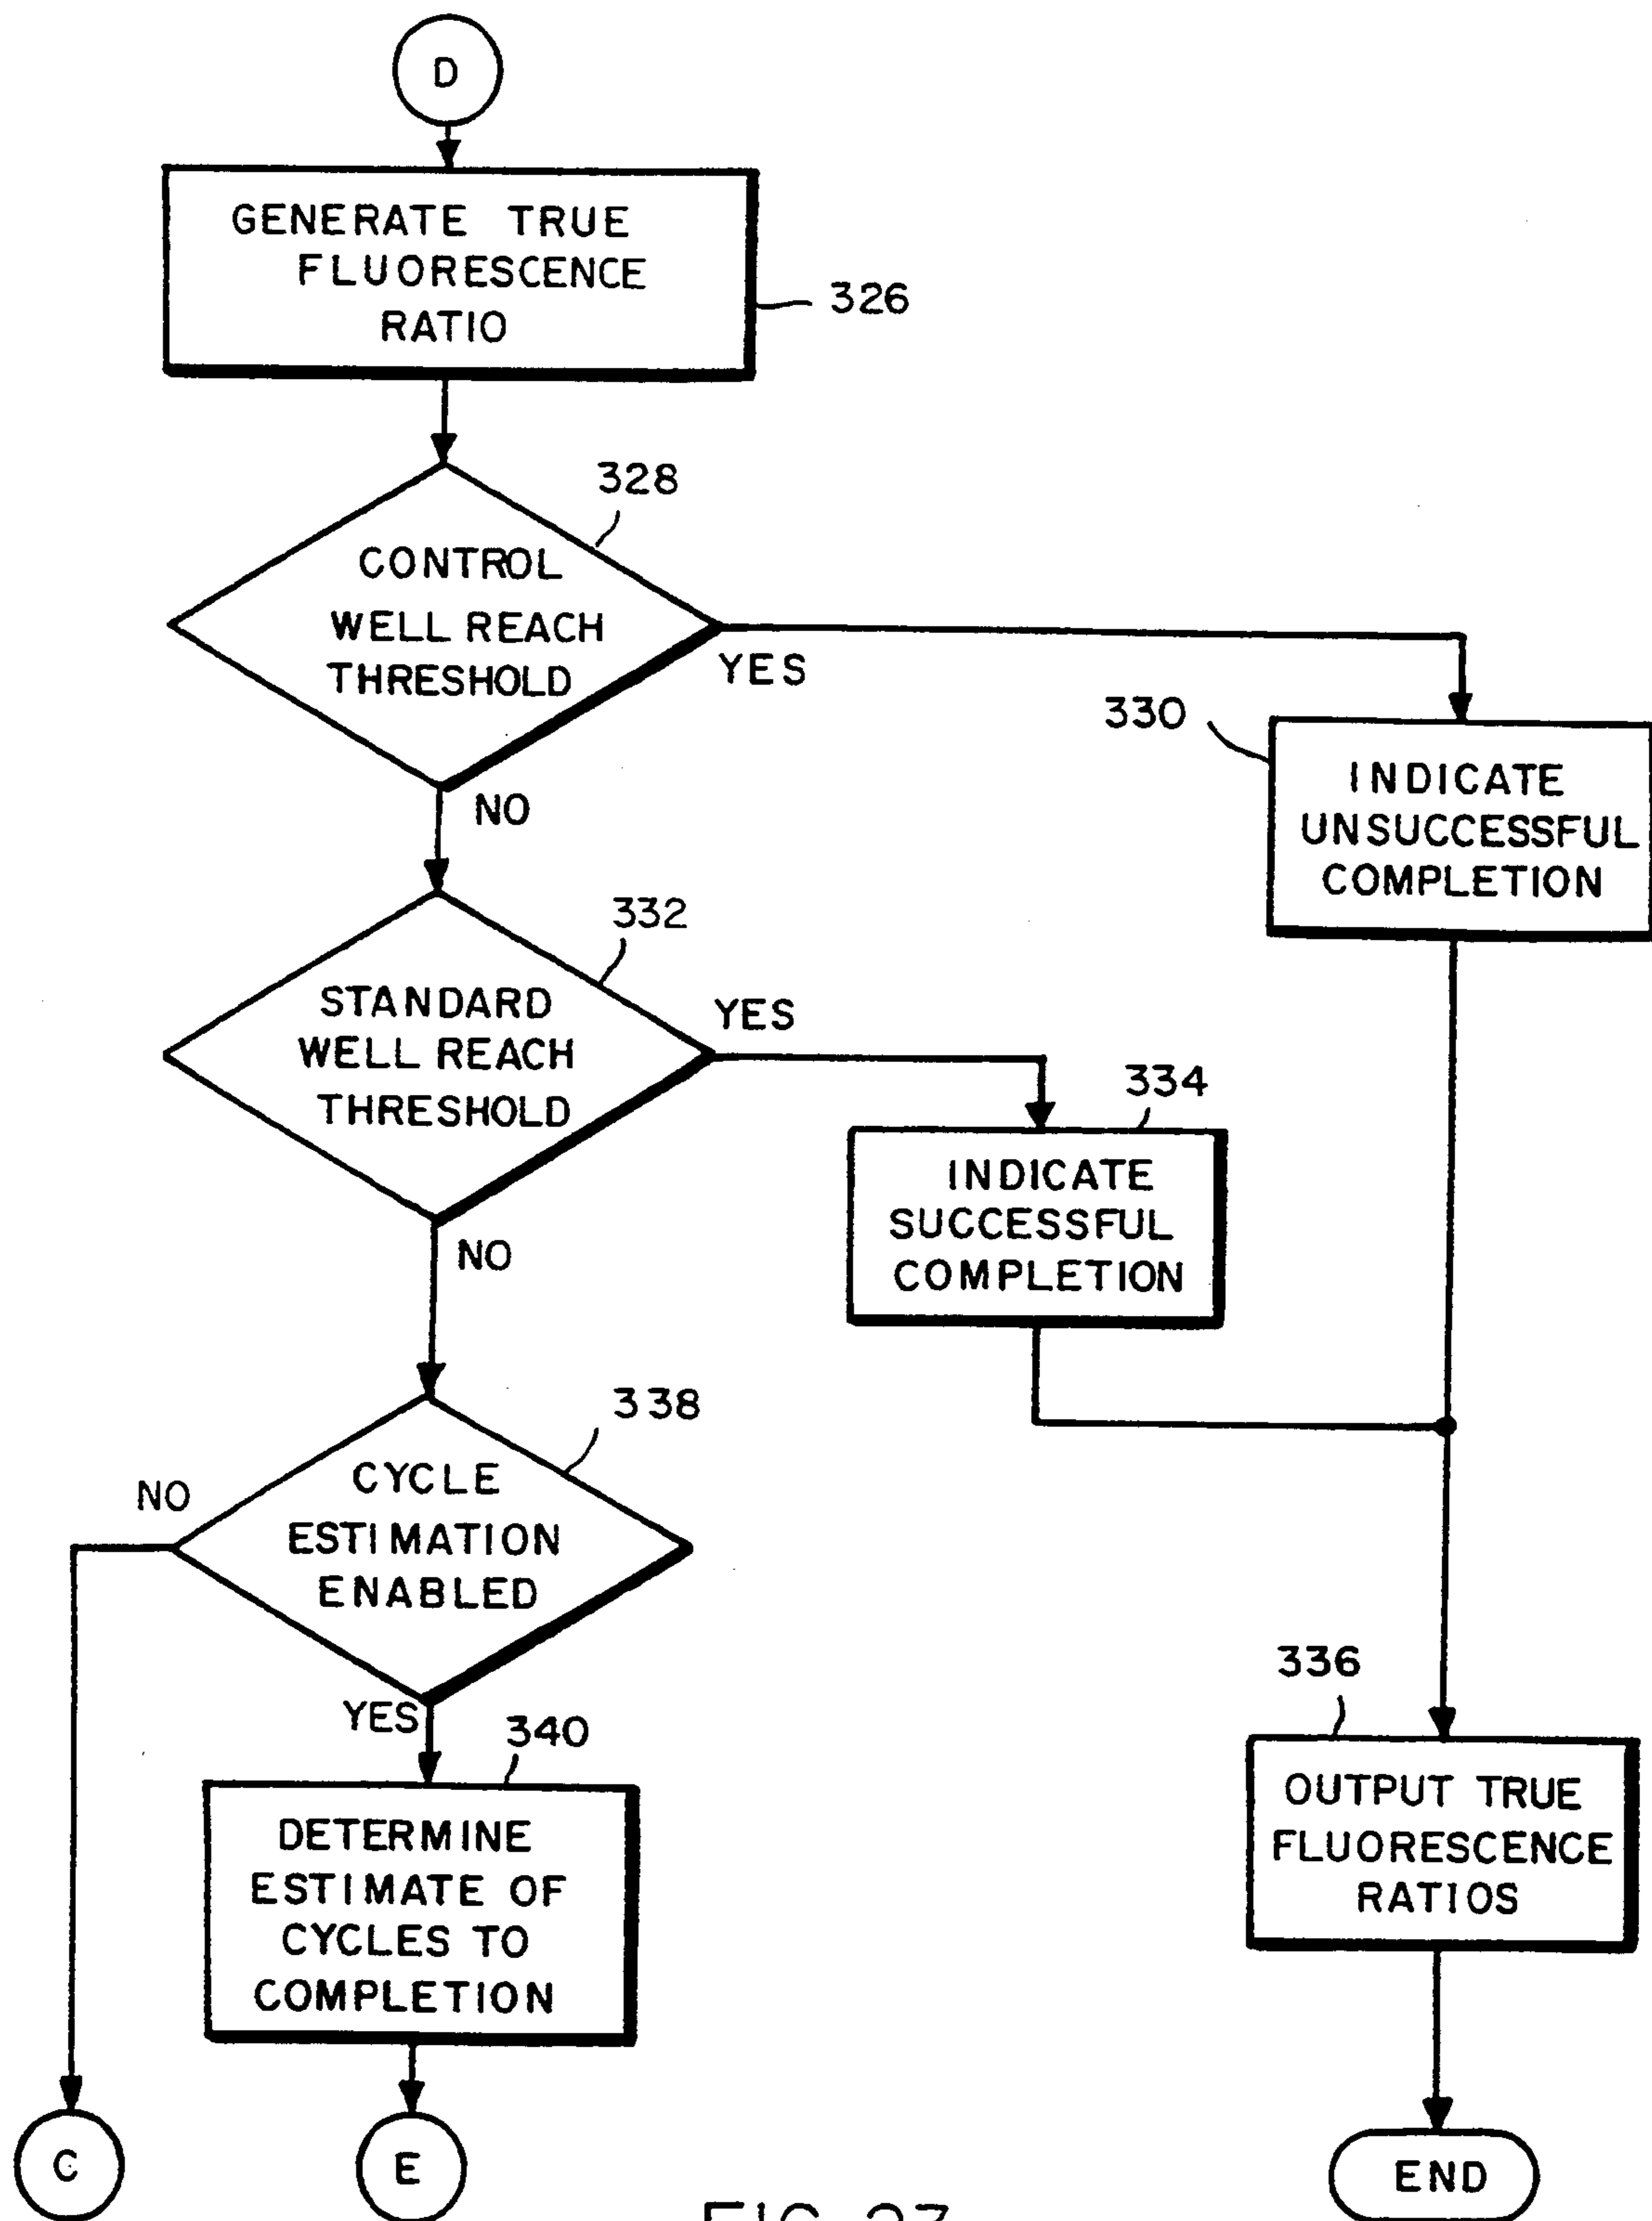 D
GENERATE TRUE
FLUORESCENCE
RATIO
326
328
CONTROL
WELL REACH
THRESHOLD
YES
NO
330
INDICATE
UNSUCCESSFUL
COMPLETION
332
STANDARD
WELL REACH
THRESHOLD
YES
NO
334
INDICATE
SUCCESSFUL
COMPLETION
338
CYCLE
ESTIMATION
ENABLED
NO
YES
340
DETERMINE
ESTIMATE OF
CYCLES TO
COMPLETION
336
OUTPUT TRUE
FLUORESCENCE
RATIOS
C
E
END